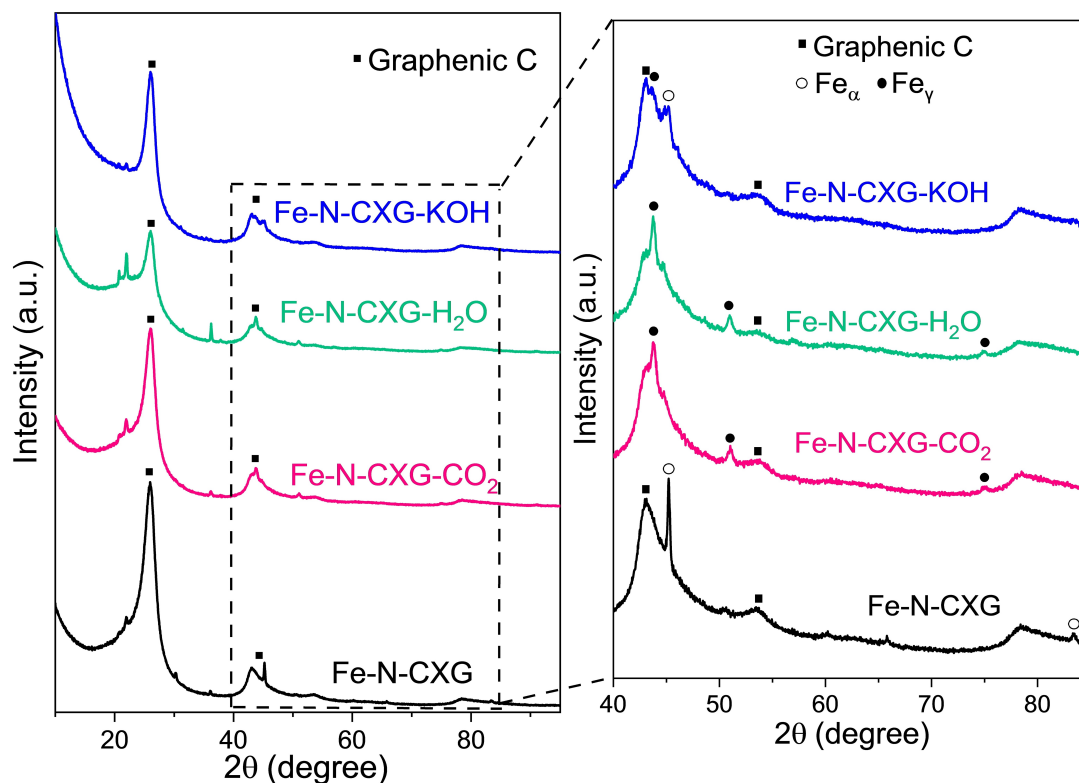 Intensity (a.u.)
■ Graphenic C
Fe-N-CXG-KOH
Fe-N-CXG-H₂O
Fe-N-CXG-CO₂
Fe-N-CXG
20 40 60 80
2θ (degree)
Intensity (a.u.)
■ Graphenic C
○ Feα ● Feγ
Fe-N-CXG-KOH
Fe-N-CXG-H₂O
Fe-N-CXG-CO₂
Fe-N-CXG
40 50 60 70 80
2θ (degree)